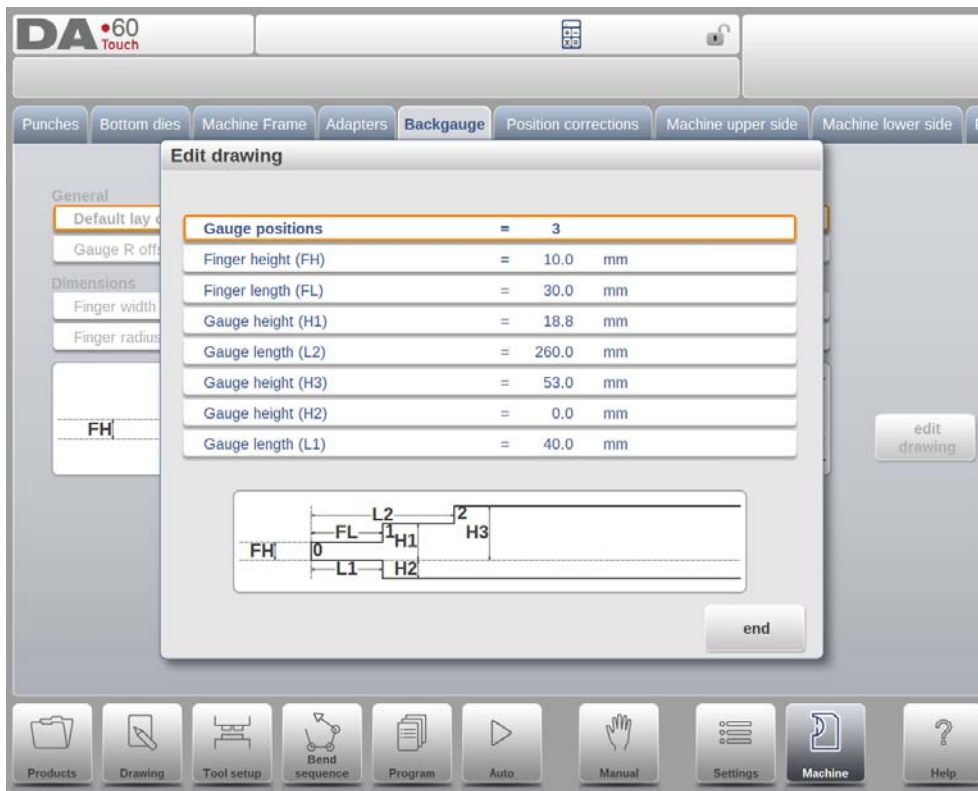 DA•60
Touch
Punches Bottom dies Machine Frame Adapters Backgauge Position corrections Machine upper side Machine lower side
Edit drawing
General
Default lay
Gauge R off
Dimensions
Finger width
Finger radius
FH
Gauge positions = 3
Finger height (FH) = 10.0 mm
Finger length (FL) = 30.0 mm
Gauge height (H1) = 18.8 mm
Gauge length (L2) = 260.0 mm
Gauge height (H3) = 53.0 mm
Gauge height (H2) = 0.0 mm
Gauge length (L1) = 40.0 mm
edit
drawing
L2 2
FL 1 H1 H3
FH 0
L1 H2
end
Products Drawing Tool setup Bend sequence Program Auto Manual Settings Machine Help